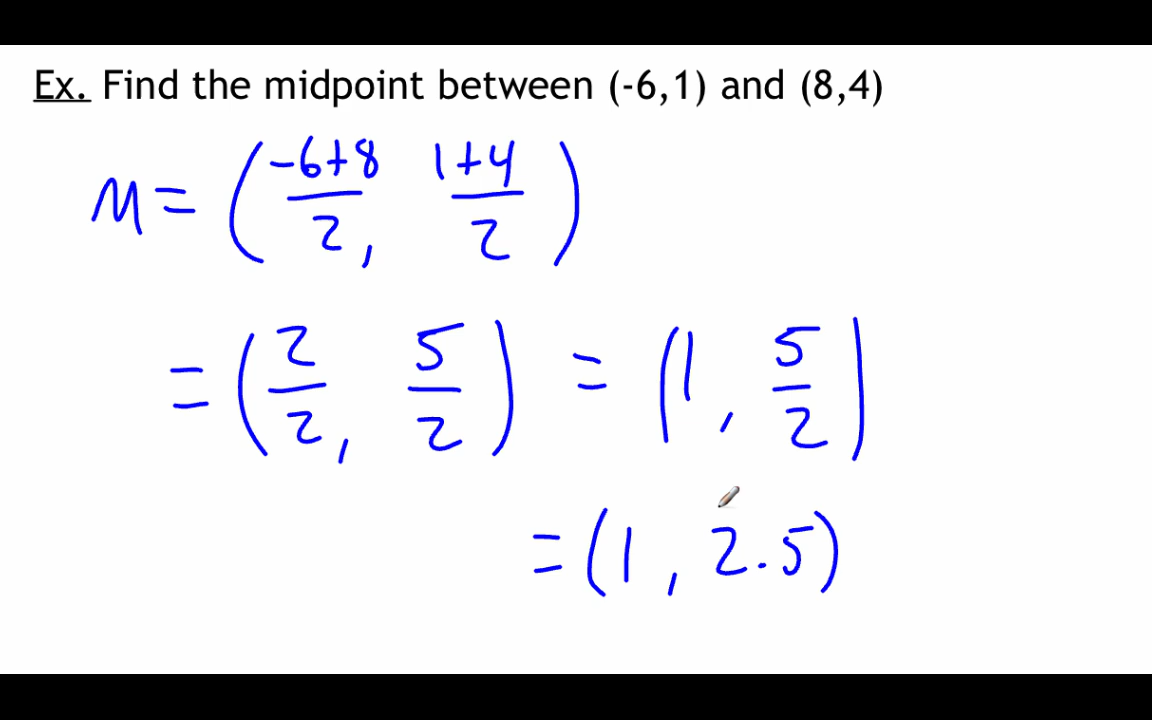 Ex. Find the midpoint between (-6,1) and (8,4)
M = ( (-6+8)/2, (1+4)/2 )
= ( 2/2, 5/2 ) = ( 1, 5/2 )
= (1, 2.5)